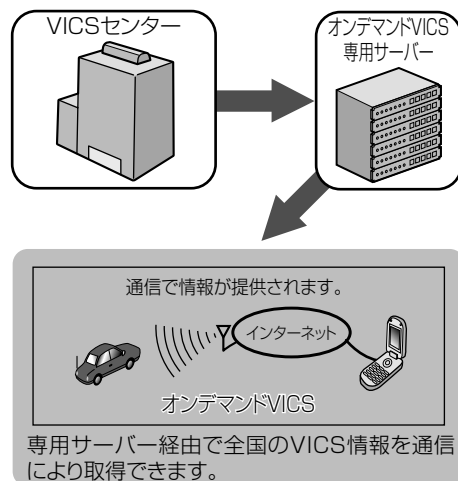 VICSセンター
オンデマンドVICS
専用サーバー
通信で情報が提供されます。
インターネット
オンデマンドVICS
専用サーバー経由で全国のVICS情報を通信
により取得できます。